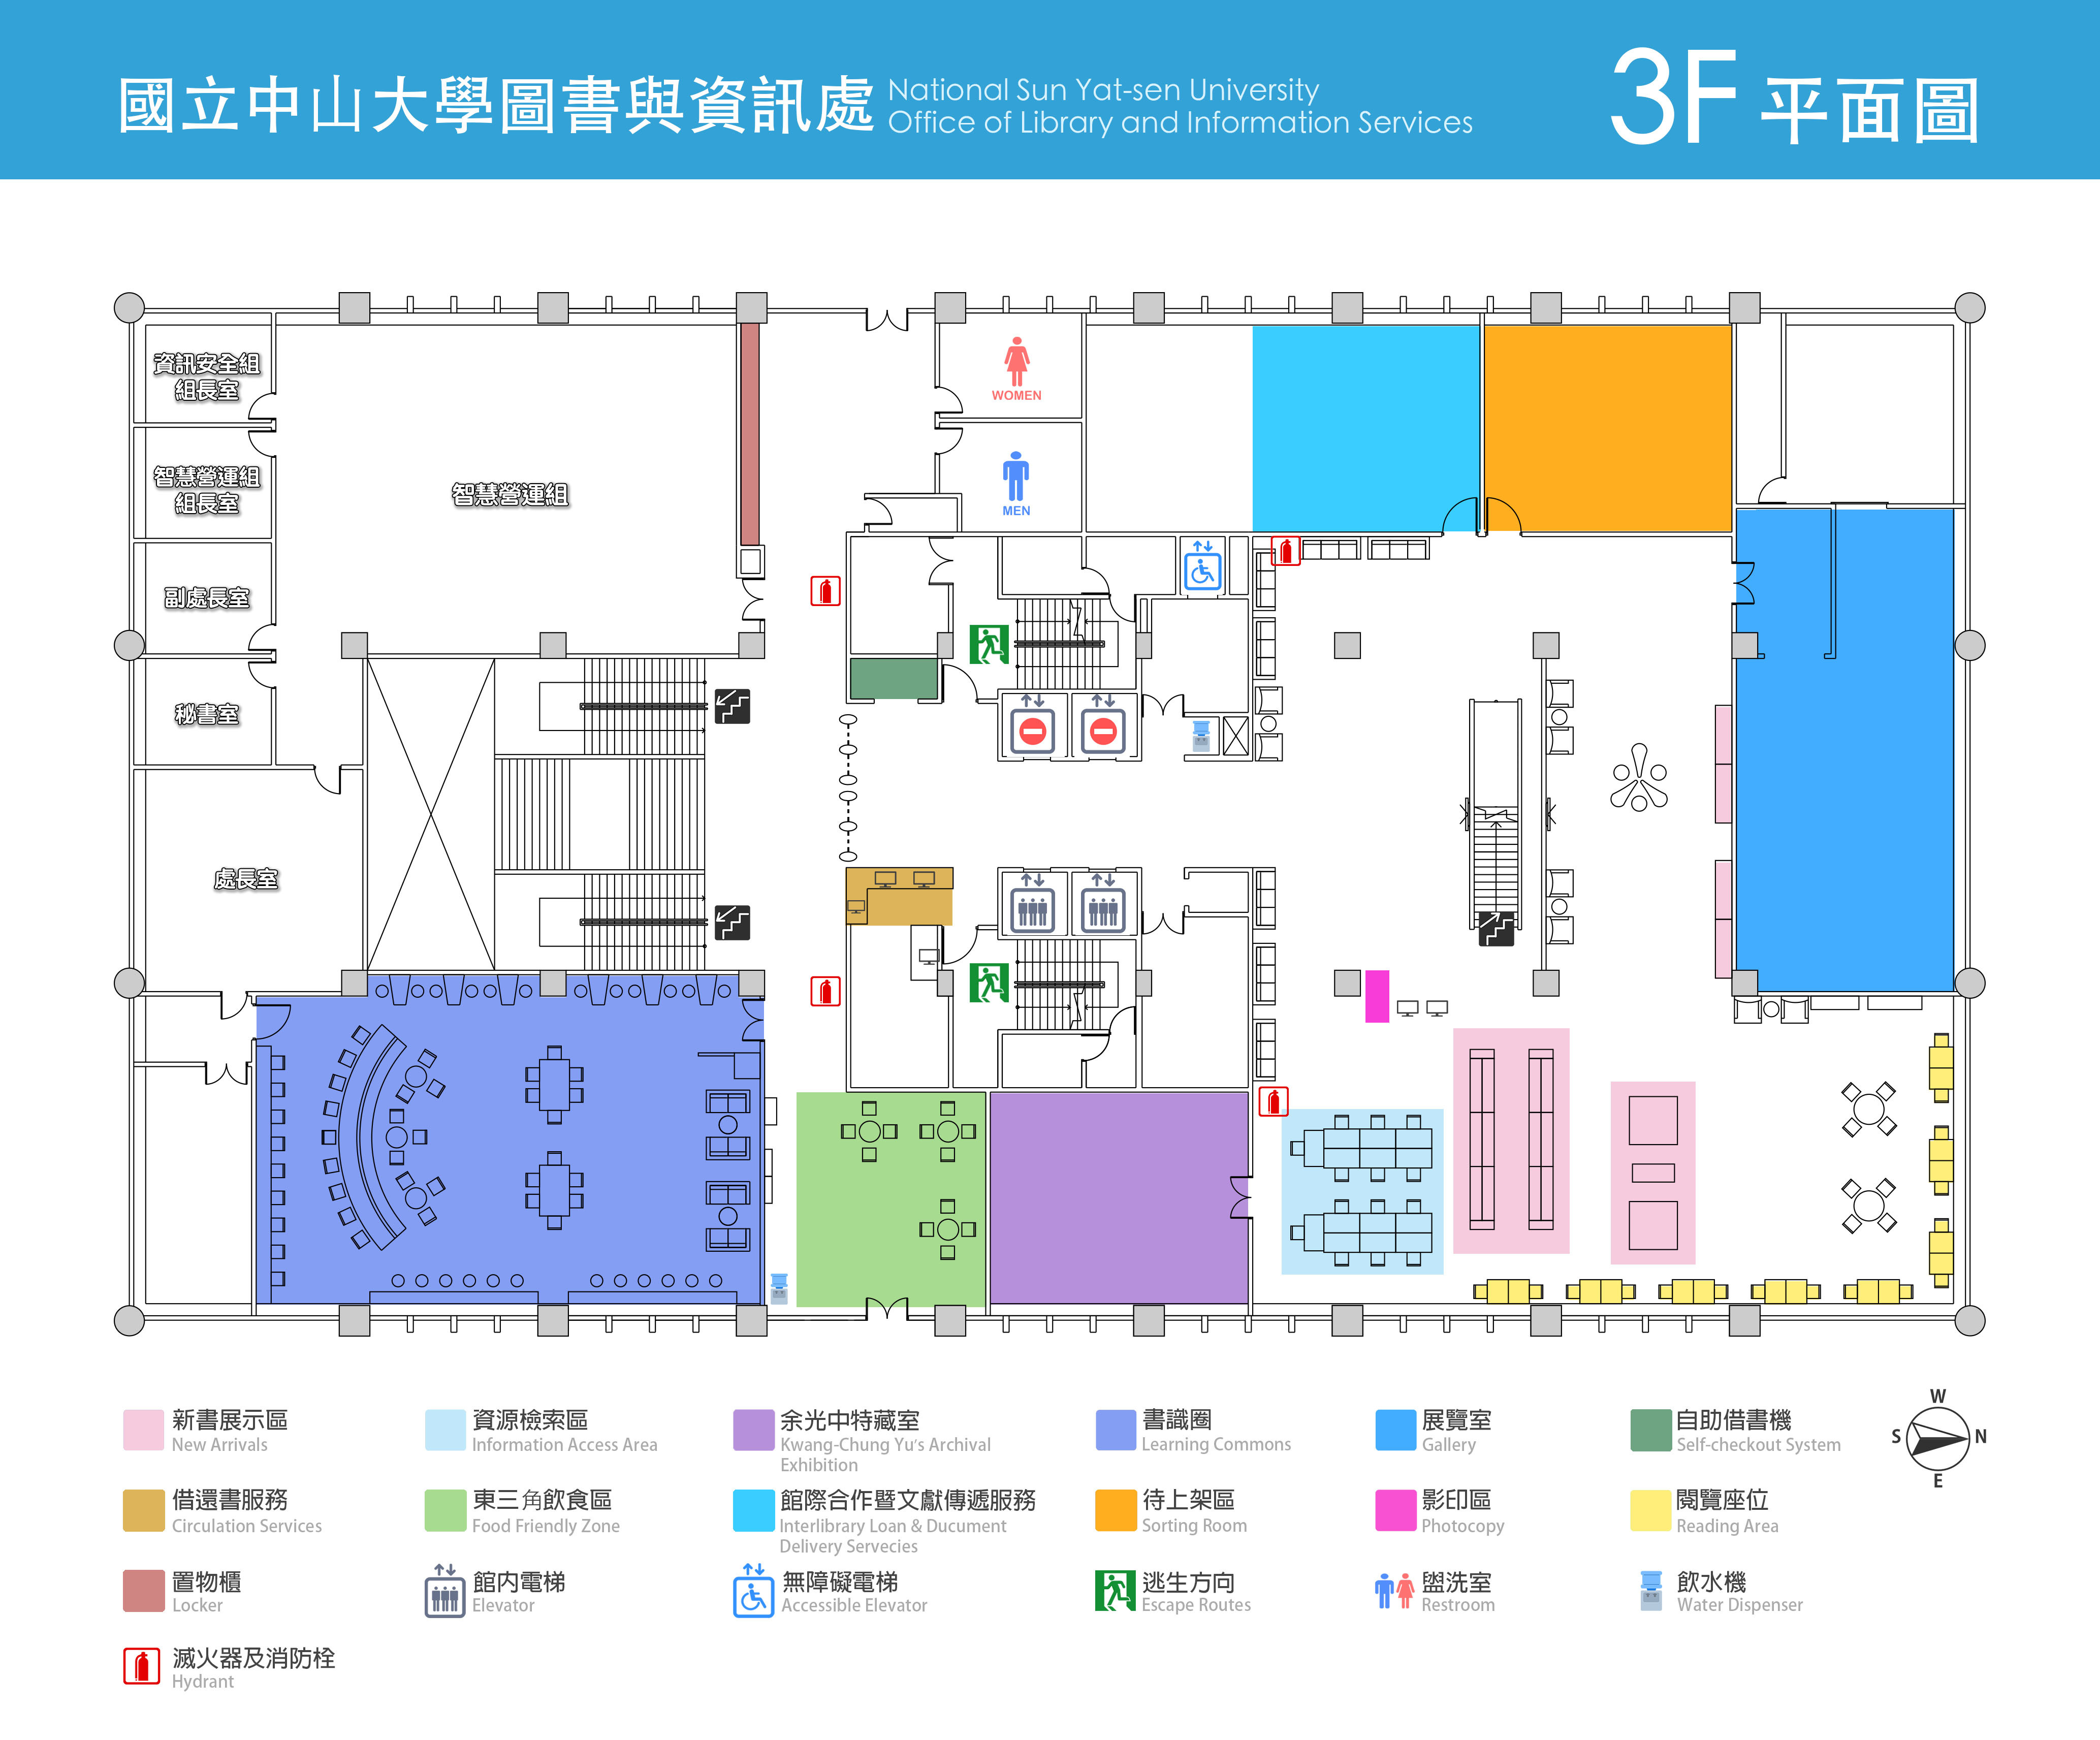 國立中山大學圖書與資訊處
National Sun Yat-sen University
Office of Library and Information Services
3F 平面圖
資訊安全組
組長室
智慧營運組
組長室
副處長室
秘書室
處長室
智慧營運組
WOMEN
MEN
新書展示區
New Arrivals
資源檢索區
Information Access Area
余光中特藏室
Kwang-Chung Yu's Archival
Exhibition
書識圈
Learning Commons
展覽室
Gallery
自助借書機
Self-checkout System
W
S
N
E
借還書服務
Circulation Services
東三角飲食區
Food Friendly Zone
館際合作暨文獻傳遞服務
Interlibrary Loan & Ducument
Delivery Servecies
待上架區
Sorting Room
影印區
Photocopy
閱覽座位
Reading Area
置物櫃
Locker
館內電梯
Elevator
無障礙電梯
Accessible Elevator
逃生方向
Escape Routes
盥洗室
Restroom
飲水機
Water Dispenser
滅火器及消防栓
Hydrant